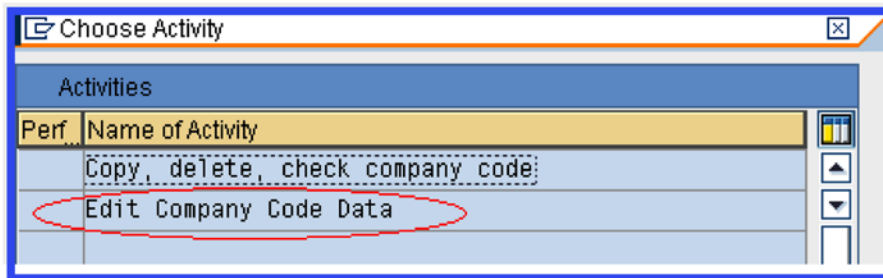 Choose Activity
Activities
Perf... Name of Activity
Copy, delete, check company code
Edit Company Code Data